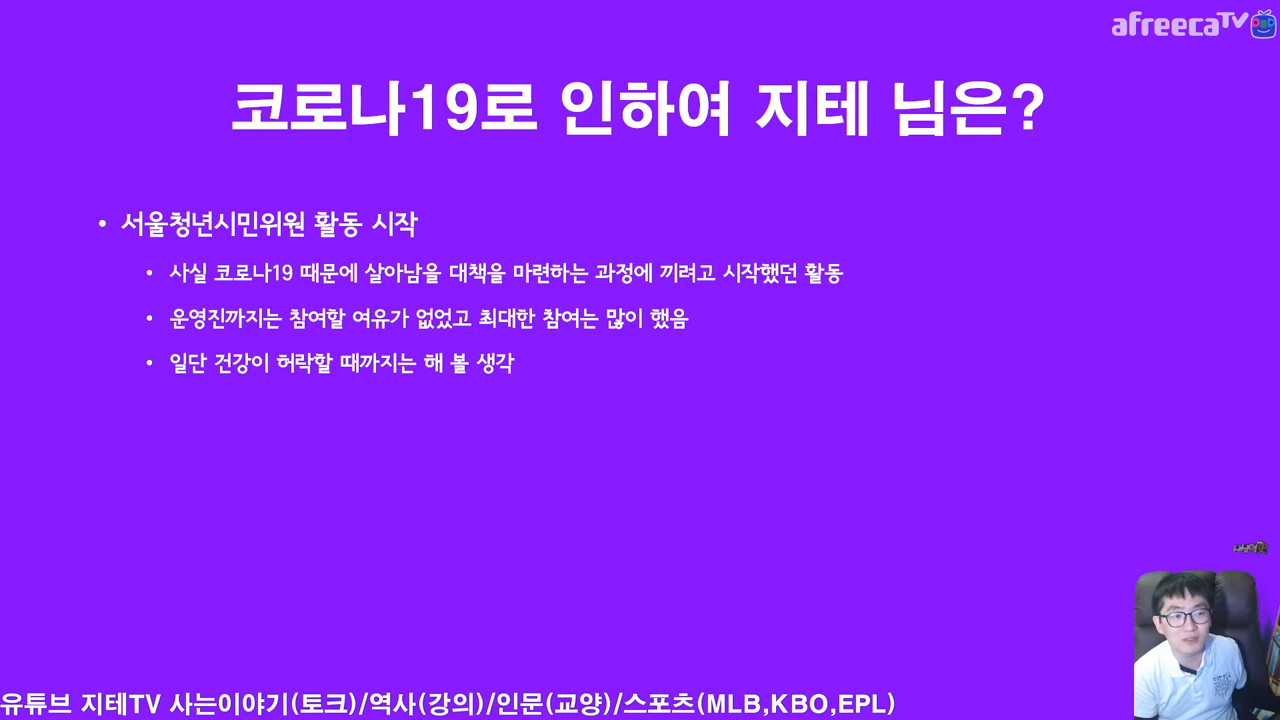 afreecaTV
코로나19로 인하여 지테 님은?
• 서울청년시민위원 활동 시작
• 사실 코로나19 때문에 살아남을 대책을 마련하는 과정에 끼려고 시작했던 활동
• 운영진까지는 참여할 여유가 없었고 최대한 참여는 많이 했음
• 일단 건강이 허락할 때까지는 해 볼 생각
유튜브 지테TV 사는이야기(토크)/역사(강의)/인문(교양)/스포츠(MLB,KBO,EPL)